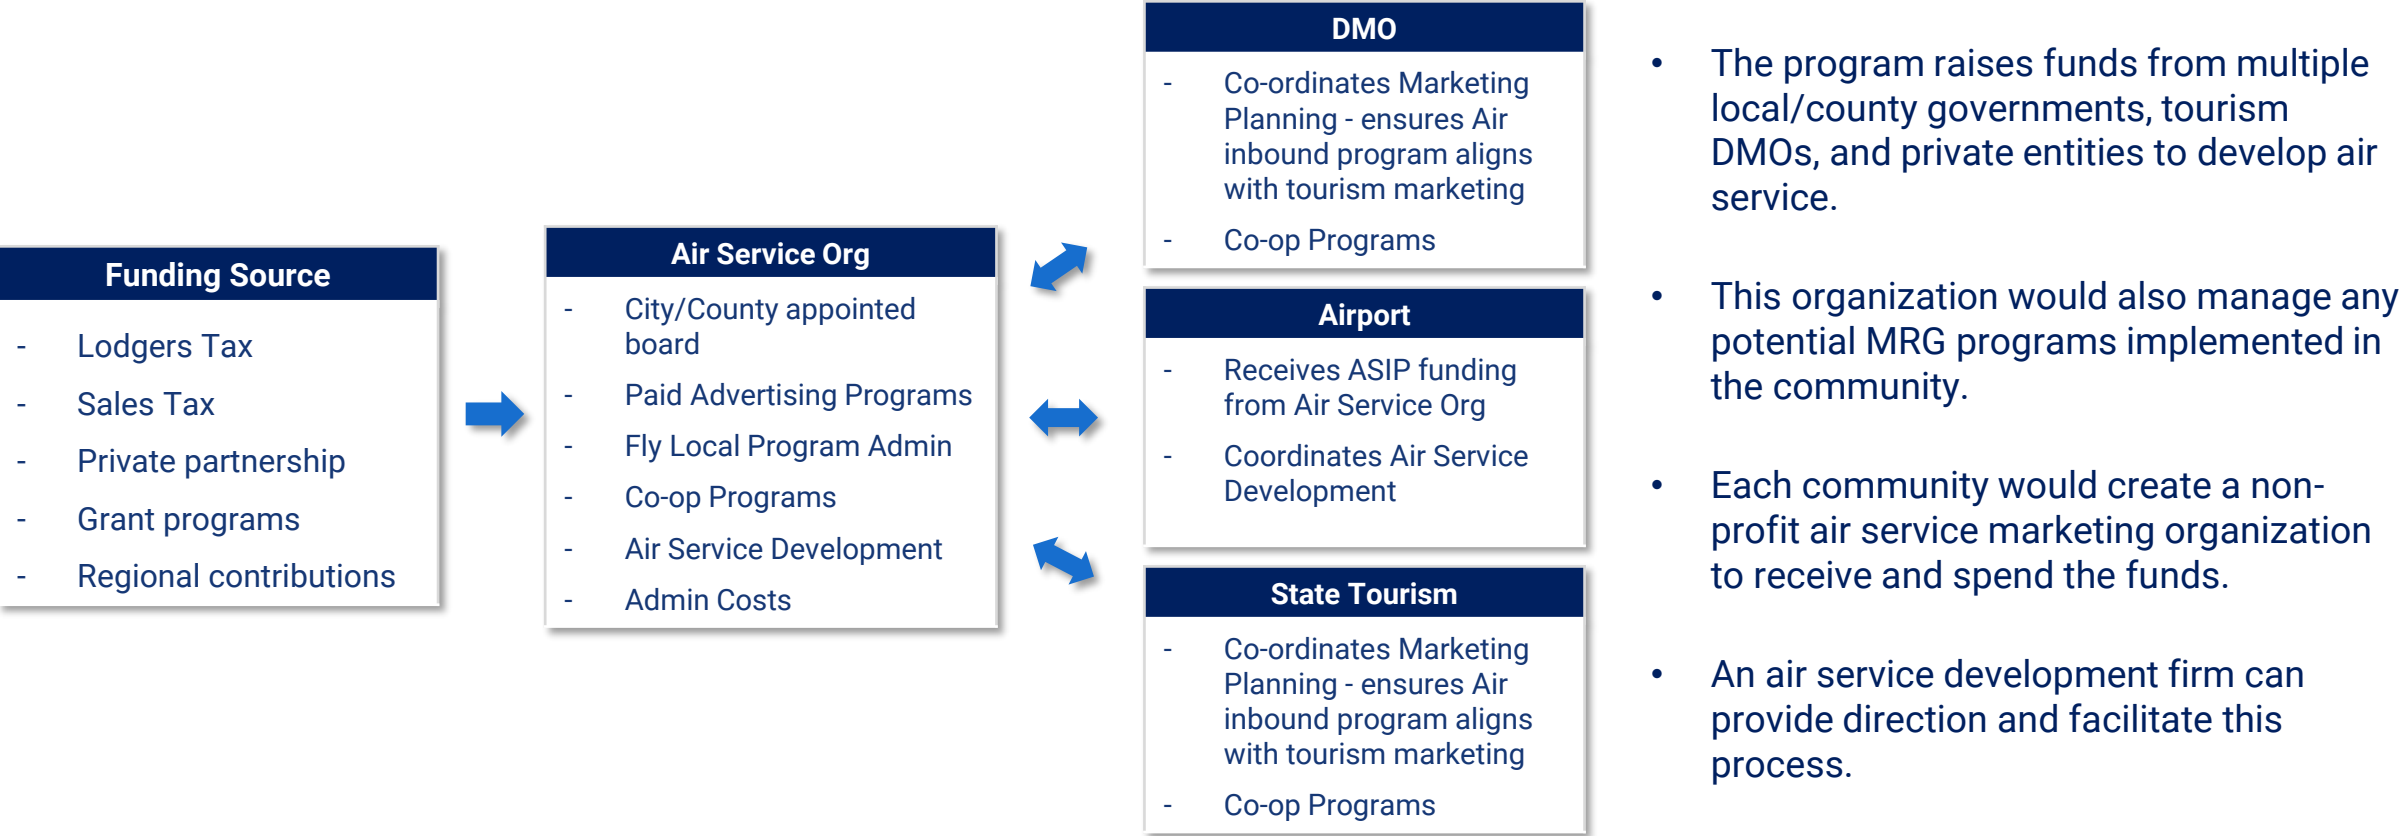 Funding Source
- Lodgers Tax
- Sales Tax
- Private partnership
- Grant programs
- Regional contributions
Air Service Org
- City/County appointed
board
- Paid Advertising Programs
- Fly Local Program Admin
- Co-op Programs
- Air Service Development
- Admin Costs
DMO
- Co-ordinates Marketing
Planning - ensures Air
inbound program aligns
with tourism marketing
- Co-op Programs
Airport
- Receives ASIP funding
from Air Service Org
- Coordinates Air Service
Development
State Tourism
- Co-ordinates Marketing
Planning - ensures Air
inbound program aligns
with tourism marketing
- Co-op Programs
• The program raises funds from multiple
local/county governments, tourism
DMOs, and private entities to develop air
service.
• This organization would also manage any
potential MRG programs implemented in
the community.
• Each community would create a non-
profit air service marketing organization
to receive and spend the funds.
• An air service development firm can
provide direction and facilitate this
process.